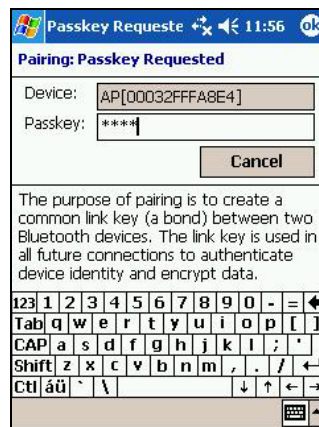 Passkey Requeste 11:56 ok
Pairing: Passkey Requested
Device: AP[00032FFFA8E4]
Passkey: ****
Cancel
The purpose of pairing is to create a
common link key (a bond) between two
Bluetooth devices. The link key is used in
all future connections to authenticate
device identity and encrypt data.
123 1 2 3 4 5 6 7 8 9 0 - =
Tab q w e r t y u i o p [ ]
CAP a s d f g h j k l ; '
Shift z x c v b n m , . /
Ctl áü ` \